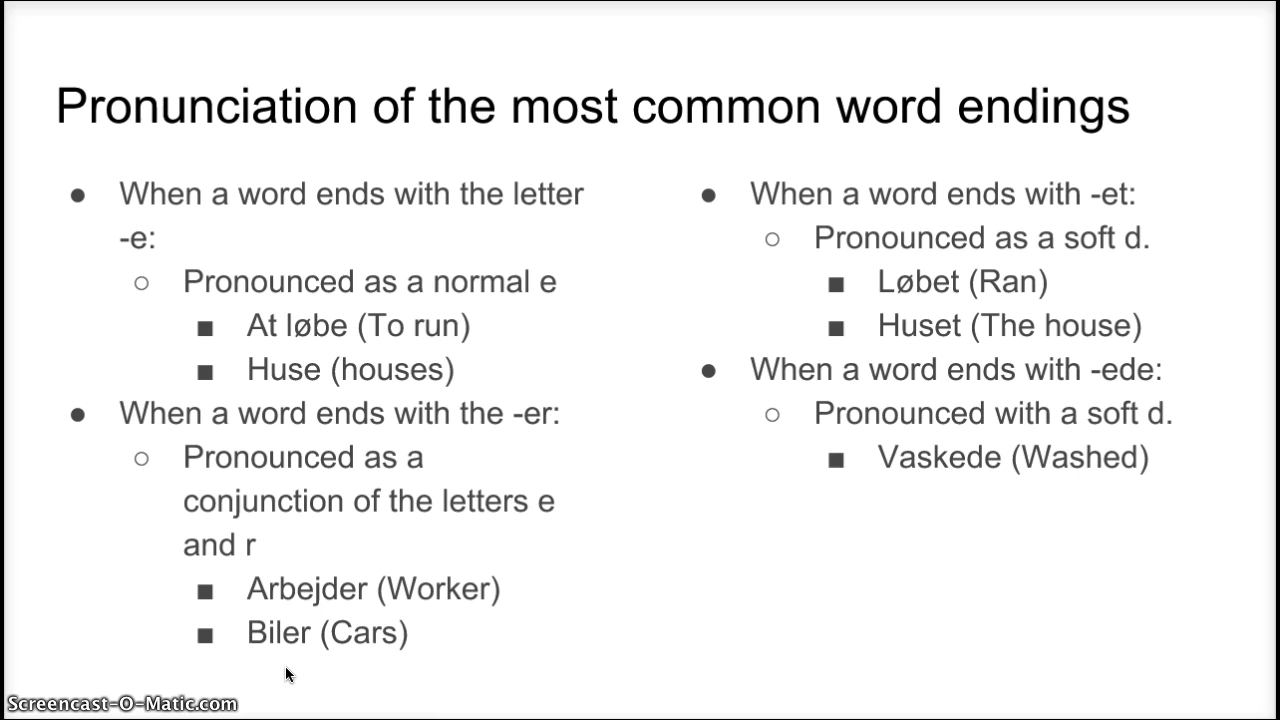 Pronunciation of the most common word endings
● When a word ends with the letter
-e:
○ Pronounced as a normal e
■ At løbe (To run)
■ Huse (houses)
● When a word ends with the -er:
○ Pronounced as a
conjunction of the letters e
and r
■ Arbejder (Worker)
■ Biler (Cars)
● When a word ends with -et:
○ Pronounced as a soft d.
■ Løbet (Ran)
■ Huset (The house)
● When a word ends with -ede:
○ Pronounced with a soft d.
■ Vaskede (Washed)
Screencast-O-Matic.com